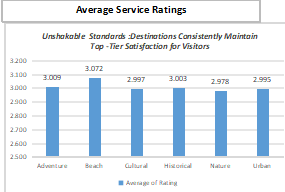 Average Service Ratings
Unshakable Standards :Destinations Consistently Maintain
Top -Tier Satisfaction for Visitors
3.200
3.100
3.000
2.900
2.800
2.700
2.600
2.500
3.009
3.072
2.997
3.003
2.978
2.995
Adventure Beach Cultural Historical Nature Urban
Average of Rating